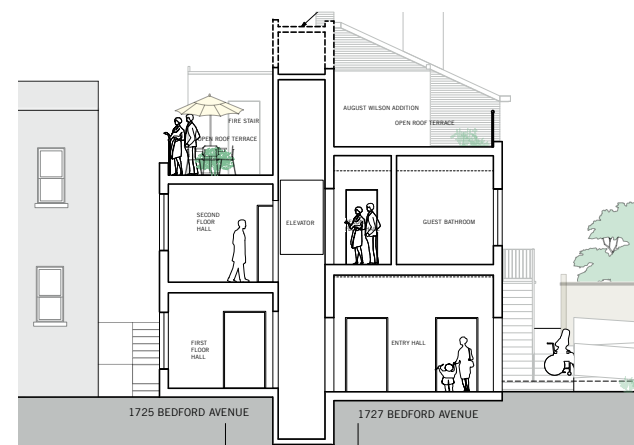 AUGUST WILSON ADDITION
FIRE STAIR
OPEN ROOF TERRACE
OPEN ROOF TERRACE
SECOND
FLOOR
HALL
ELEVATOR
GUEST BATHROOM
FIRST
FLOOR
HALL
ENTRY HALL
1725 BEDFORD AVENUE
1727 BEDFORD AVENUE